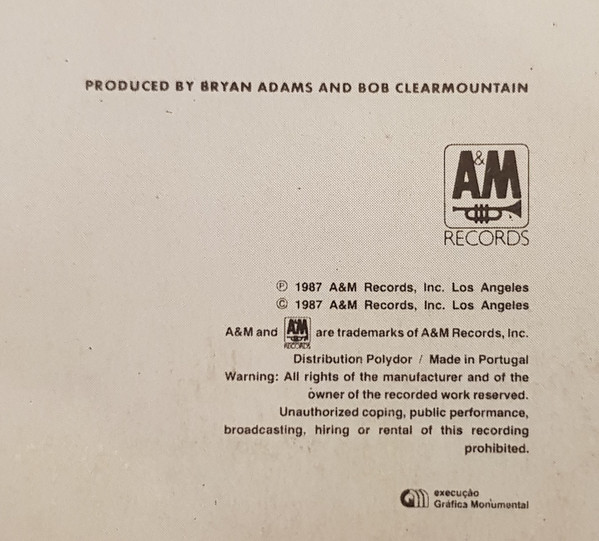 PRODUCED BY BRYAN ADAMS AND BOB CLEARMOUNTAIN
A&M
RECORDS
℗ 1987 A&M Records, Inc. Los Angeles
© 1987 A&M Records, Inc. Los Angeles
A&M and A&M RECORDS are trademarks of A&M Records, Inc.
Distribution Polydor / Made in Portugal
Warning: All rights of the manufacturer and of the
owner of the recorded work reserved.
Unauthorized coping, public performance,
broadcasting, hiring or rental of this recording
prohibited.
execução
Gráfica Monumental